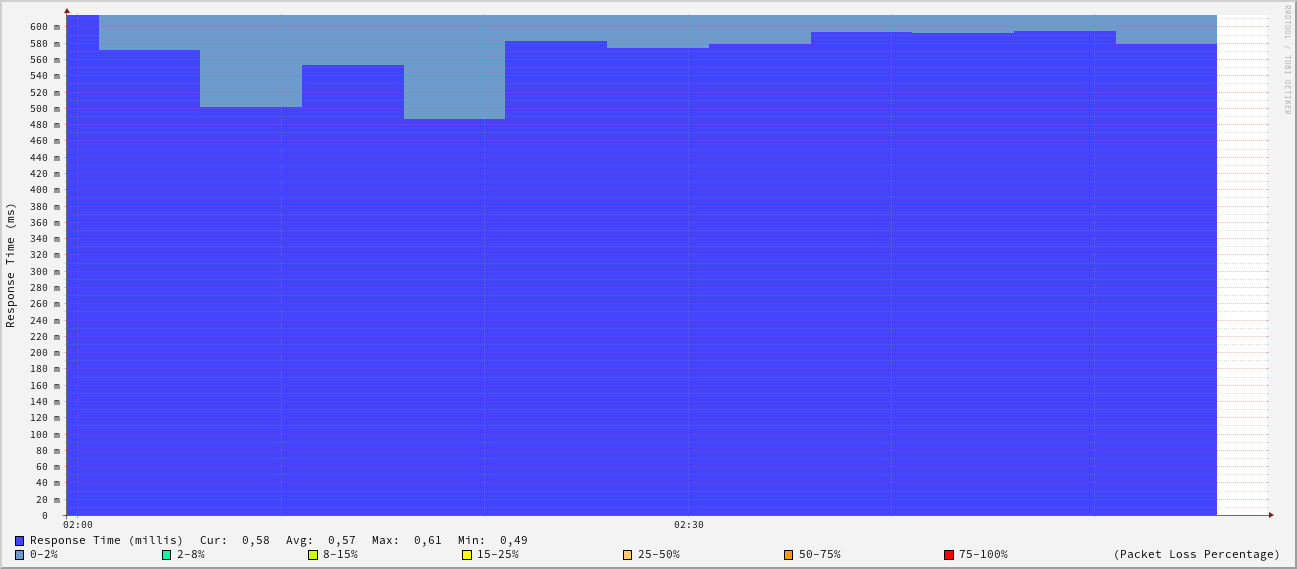 RRDTOOL / TOBI OETIKER
Response Time (ms)
600 m
580 m
560 m
540 m
520 m
500 m
480 m
460 m
440 m
420 m
400 m
380 m
360 m
340 m
320 m
300 m
280 m
260 m
240 m
220 m
200 m
180 m
160 m
140 m
120 m
100 m
80 m
60 m
40 m
20 m
0
02:00 02:30
Response Time (millis) Cur: 0,58 Avg: 0,57 Max: 0,61 Min: 0,49
0-2% 2-8% 8-15% 15-25% 25-50% 50-75% 75-100% (Packet Loss Percentage)